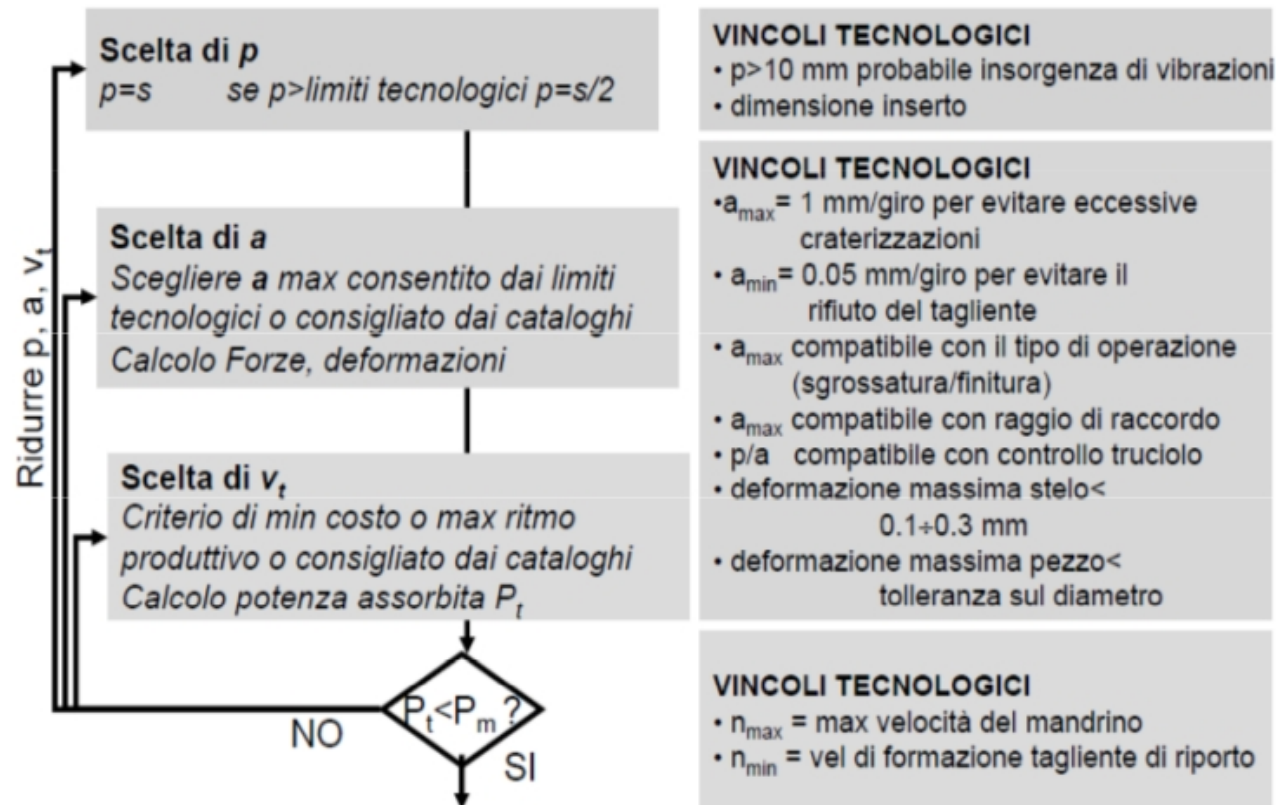 Scelta di p
p=s se p>limiti tecnologici p=s/2
VINCOLI TECNOLOGICI
• p>10 mm probabile insorgenza di vibrazioni
• dimensione inserto
Ridurre p, a, vt
Scelta di a
Scegliere a max consentito dai limiti
tecnologici o consigliato dai cataloghi
Calcolo Forze, deformazioni
VINCOLI TECNOLOGICI
•amax= 1 mm/giro per evitare eccessive
craterizzazioni
• amin= 0.05 mm/giro per evitare il
rifiuto del tagliente
• amax compatibile con il tipo di operazione
(sgrossatura/finitura)
• amax compatibile con raggio di raccordo
• p/a compatibile con controllo truciolo
• deformazione massima stelo<
0.1÷0.3 mm
• deformazione massima pezzo<
tolleranza sul diametro
Scelta di vt
Criterio di min costo o max ritmo
produttivo o consigliato dai cataloghi
Calcolo potenza assorbita Pt
Pt<Pm ?
NO
SI
VINCOLI TECNOLOGICI
• nmax = max velocità del mandrino
• nmin = vel di formazione tagliente di riporto